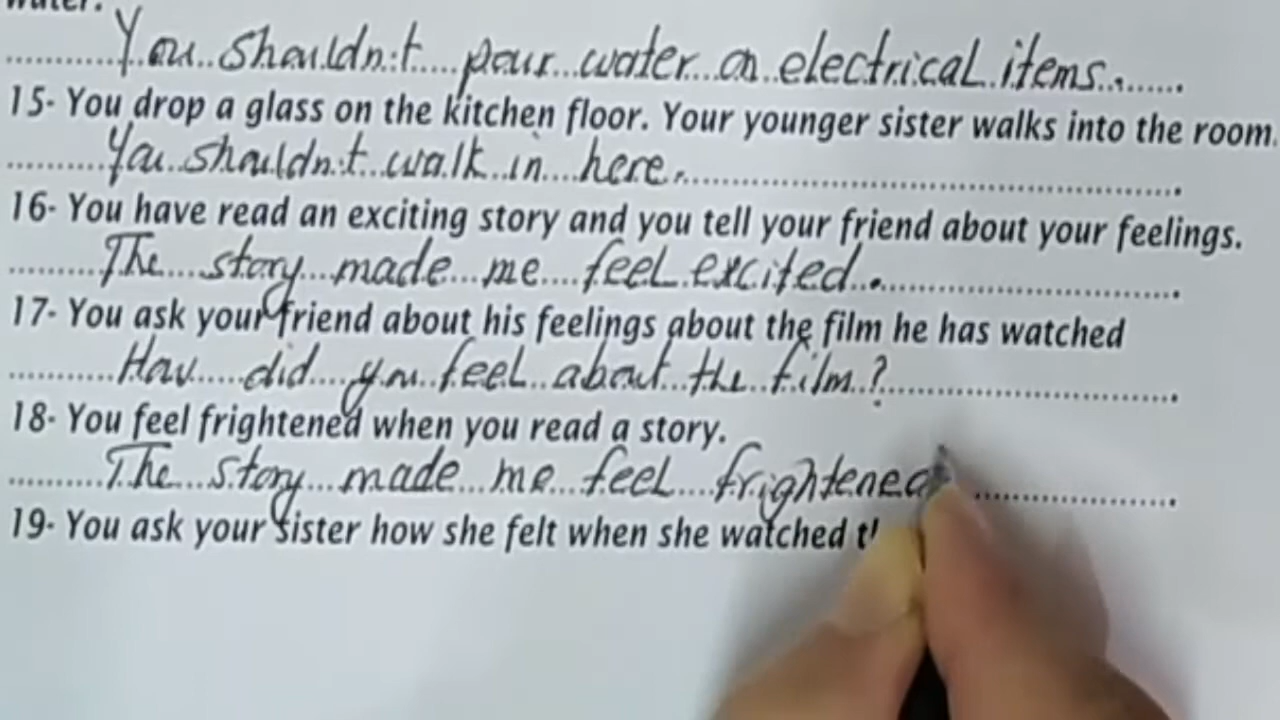 water.
You shouldn't pour water on electrical items.
15- You drop a glass on the kitchen floor. Your younger sister walks into the room.
You shouldn't walk in here.
16- You have read an exciting story and you tell your friend about your feelings.
The story made me feel excited.
17- You ask your friend about his feelings about the film he has watched
How did you feel about the film?
18- You feel frightened when you read a story.
The story made me feel frightened
19- You ask your sister how she felt when she watched